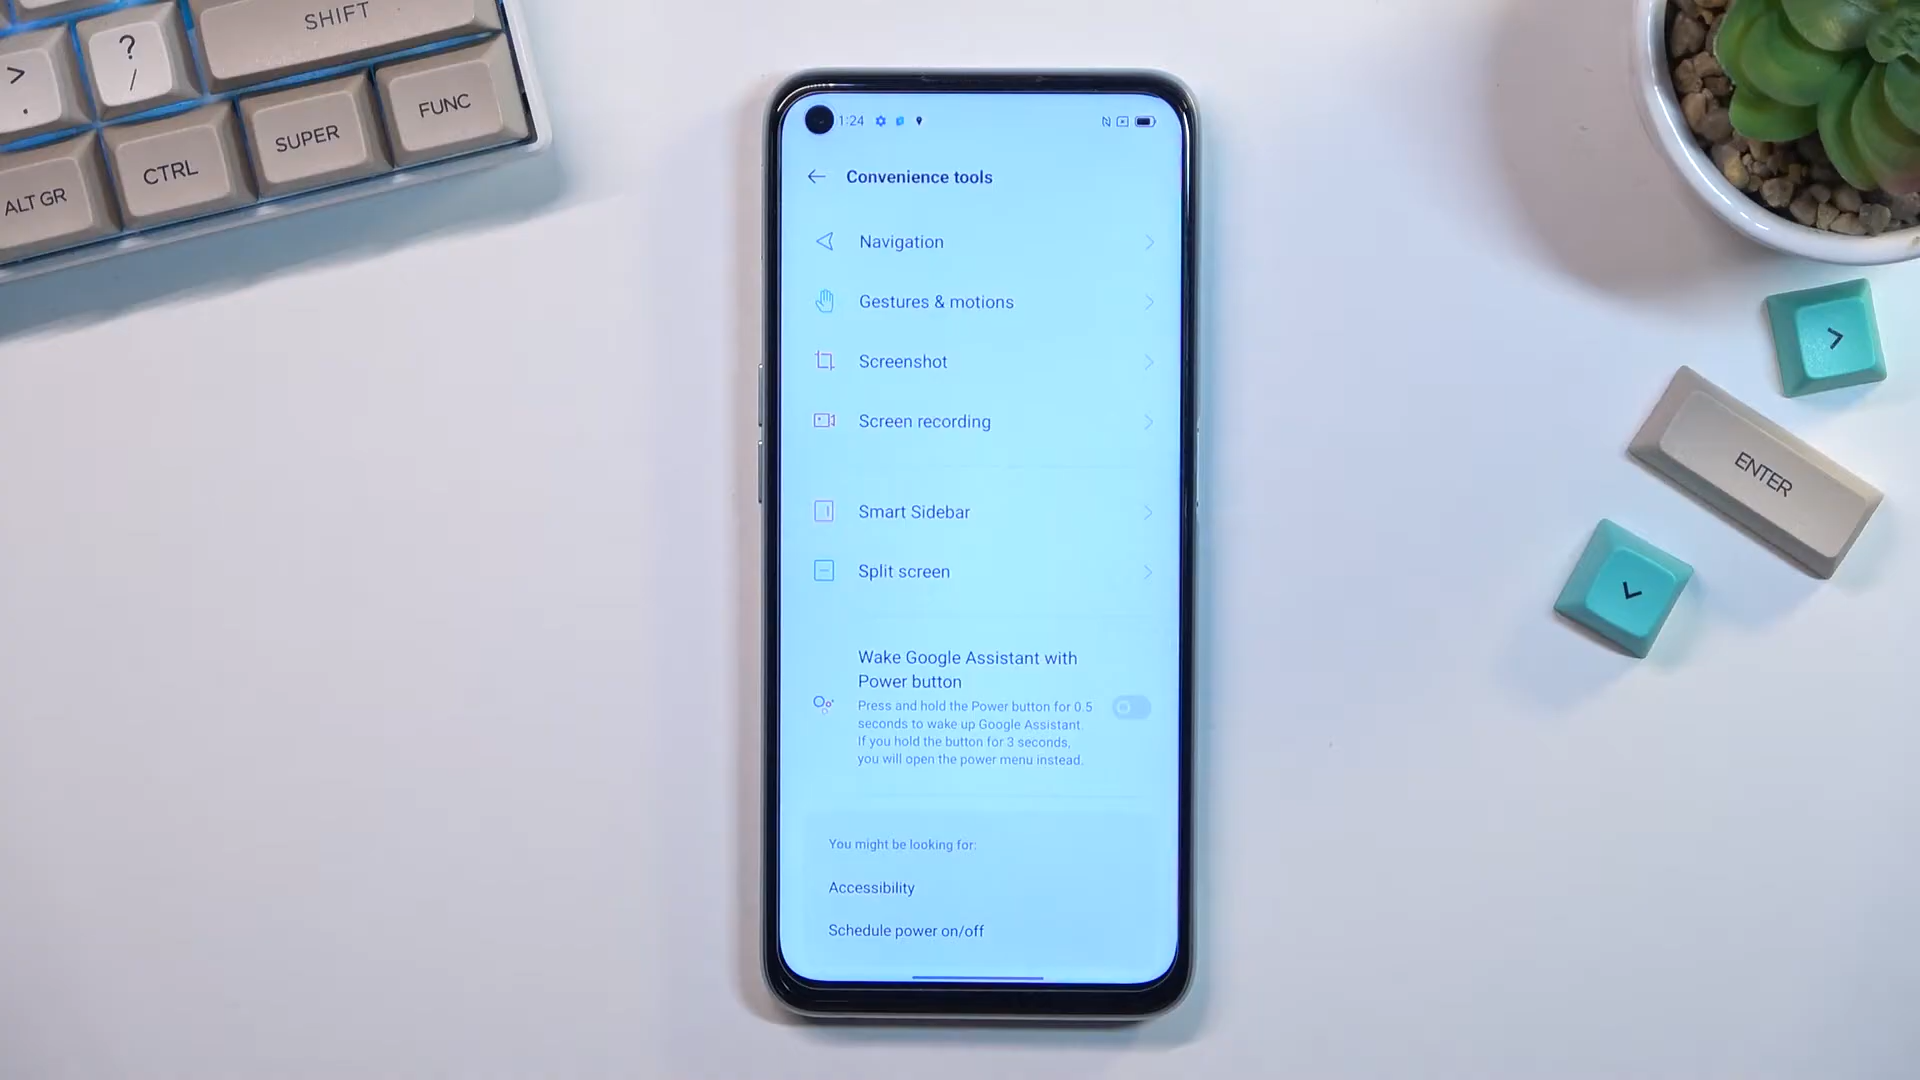 SHIFT
?
/
>
.
FUNC
SUPER
CTRL
ALT GR
1:24
Convenience tools
Navigation
Gestures & motions
Screenshot
Screen recording
Smart Sidebar
Split screen
Wake Google Assistant with
Power button
Press and hold the Power button for 0.5
seconds to wake up Google Assistant.
If you hold the button for 3 seconds,
you will open the power menu instead.
You might be looking for:
Accessibility
Schedule power on/off
>
ENTER